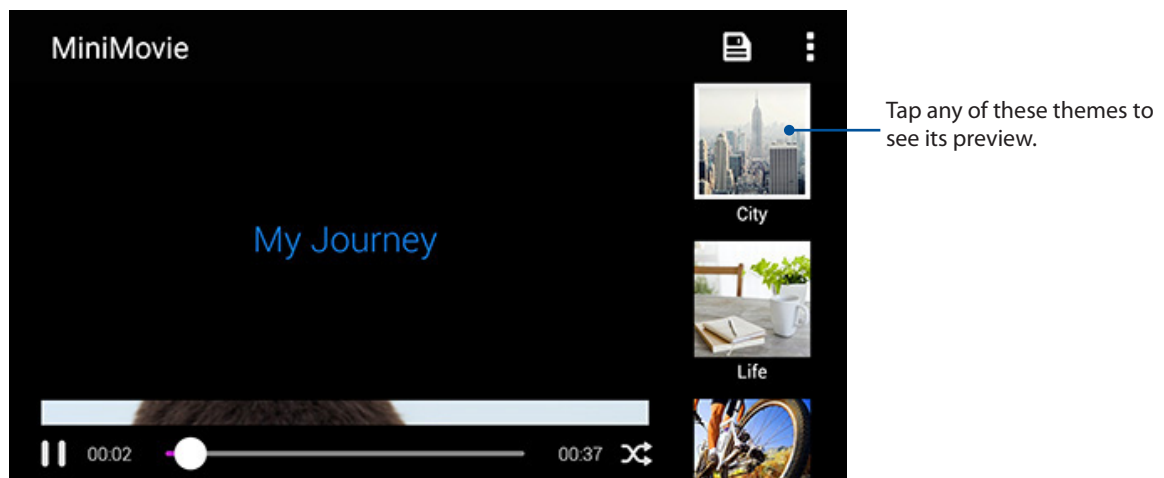 MiniMovie
My Journey
City
Life
00:02
00:37
Tap any of these themes to
see its preview.